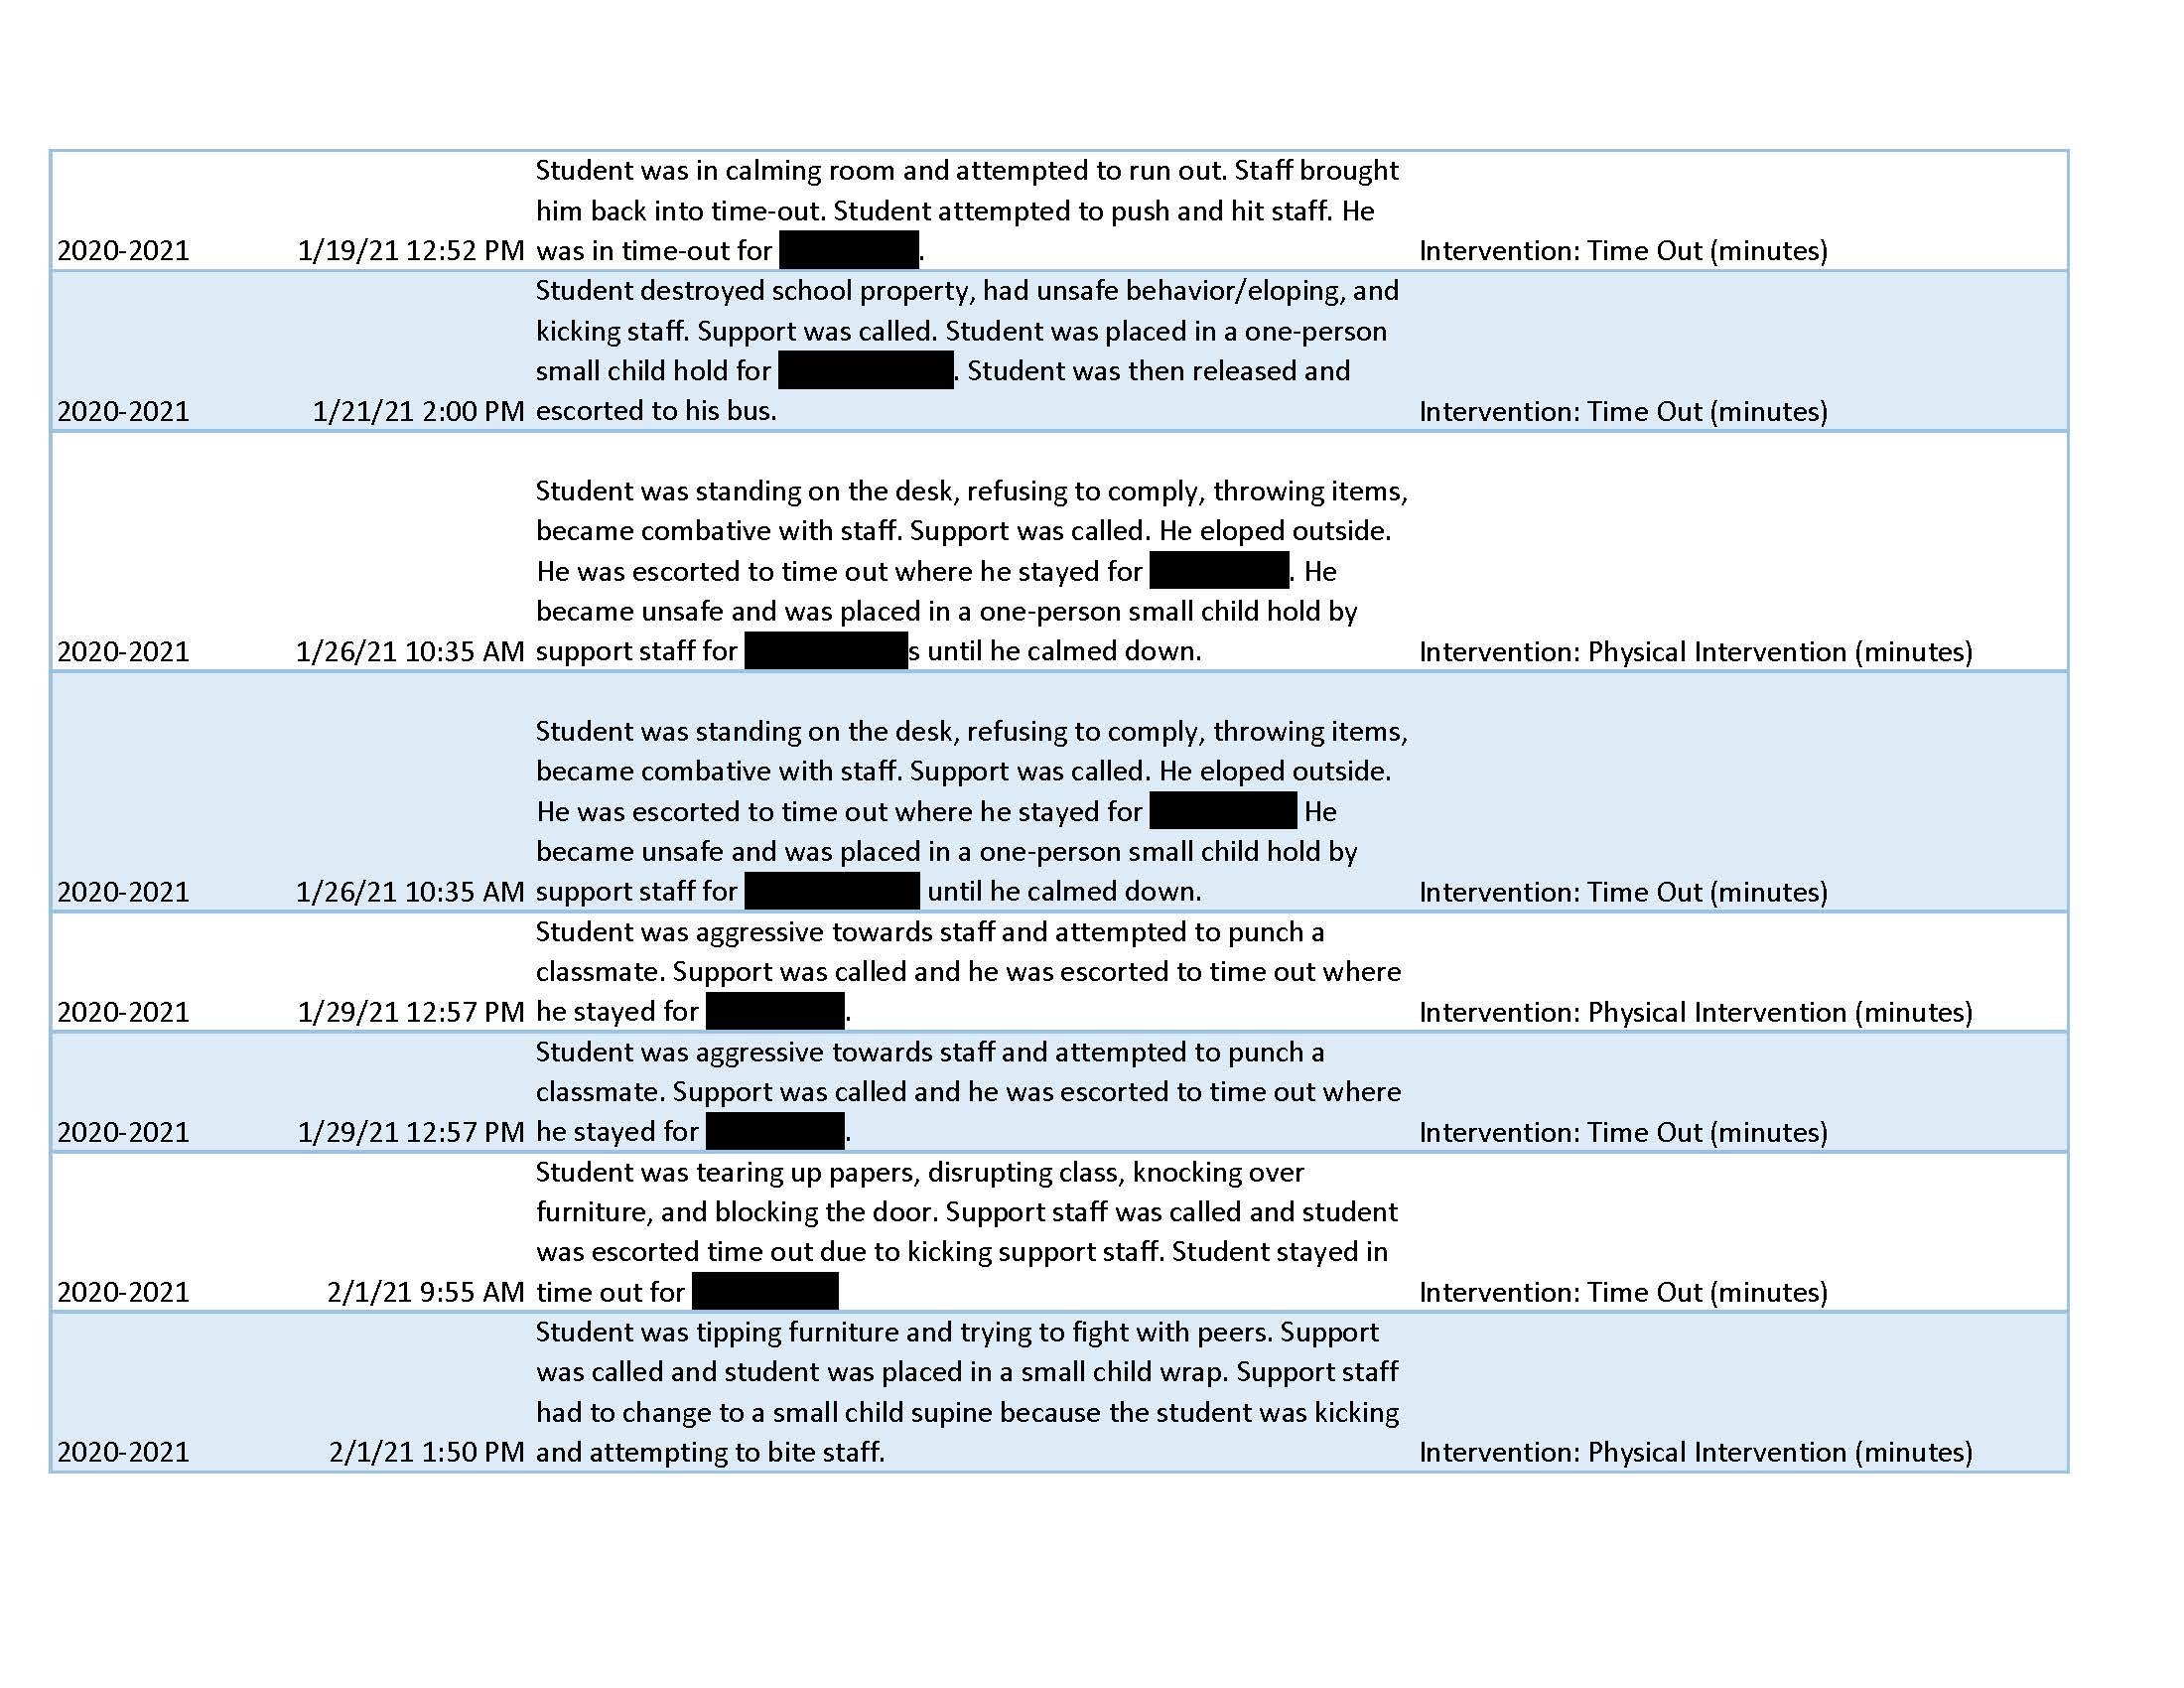 Student was in calming room and attempted to run out. Staff brought
him back into time-out. Student attempted to push and hit staff. He
2020-2021 1/19/21 12:52 PM was in time-out for . Intervention: Time Out (minutes)
Student destroyed school property, had unsafe behavior/eloping, and
kicking staff. Support was called. Student was placed in a one-person
small child hold for . Student was then released and
2020-2021 1/21/21 2:00 PM escorted to his bus. Intervention: Time Out (minutes)
Student was standing on the desk, refusing to comply, throwing items,
became combative with staff. Support was called. He eloped outside.
He was escorted to time out where he stayed for . He
became unsafe and was placed in a one-person small child hold by
2020-2021 1/26/21 10:35 AM support staff for s until he calmed down. Intervention: Physical Intervention (minutes)
Student was standing on the desk, refusing to comply, throwing items,
became combative with staff. Support was called. He eloped outside.
He was escorted to time out where he stayed for He
became unsafe and was placed in a one-person small child hold by
2020-2021 1/26/21 10:35 AM support staff for until he calmed down. Intervention: Time Out (minutes)
Student was aggressive towards staff and attempted to punch a
classmate. Support was called and he was escorted to time out where
2020-2021 1/29/21 12:57 PM he stayed for . Intervention: Physical Intervention (minutes)
Student was aggressive towards staff and attempted to punch a
classmate. Support was called and he was escorted to time out where
2020-2021 1/29/21 12:57 PM he stayed for . Intervention: Time Out (minutes)
Student was tearing up papers, disrupting class, knocking over
furniture, and blocking the door. Support staff was called and student
was escorted time out due to kicking support staff. Student stayed in
2020-2021 2/1/21 9:55 AM time out for Intervention: Time Out (minutes)
Student was tipping furniture and trying to fight with peers. Support
was called and student was placed in a small child wrap. Support staff
had to change to a small child supine because the student was kicking
2020-2021 2/1/21 1:50 PM and attempting to bite staff. Intervention: Physical Intervention (minutes)